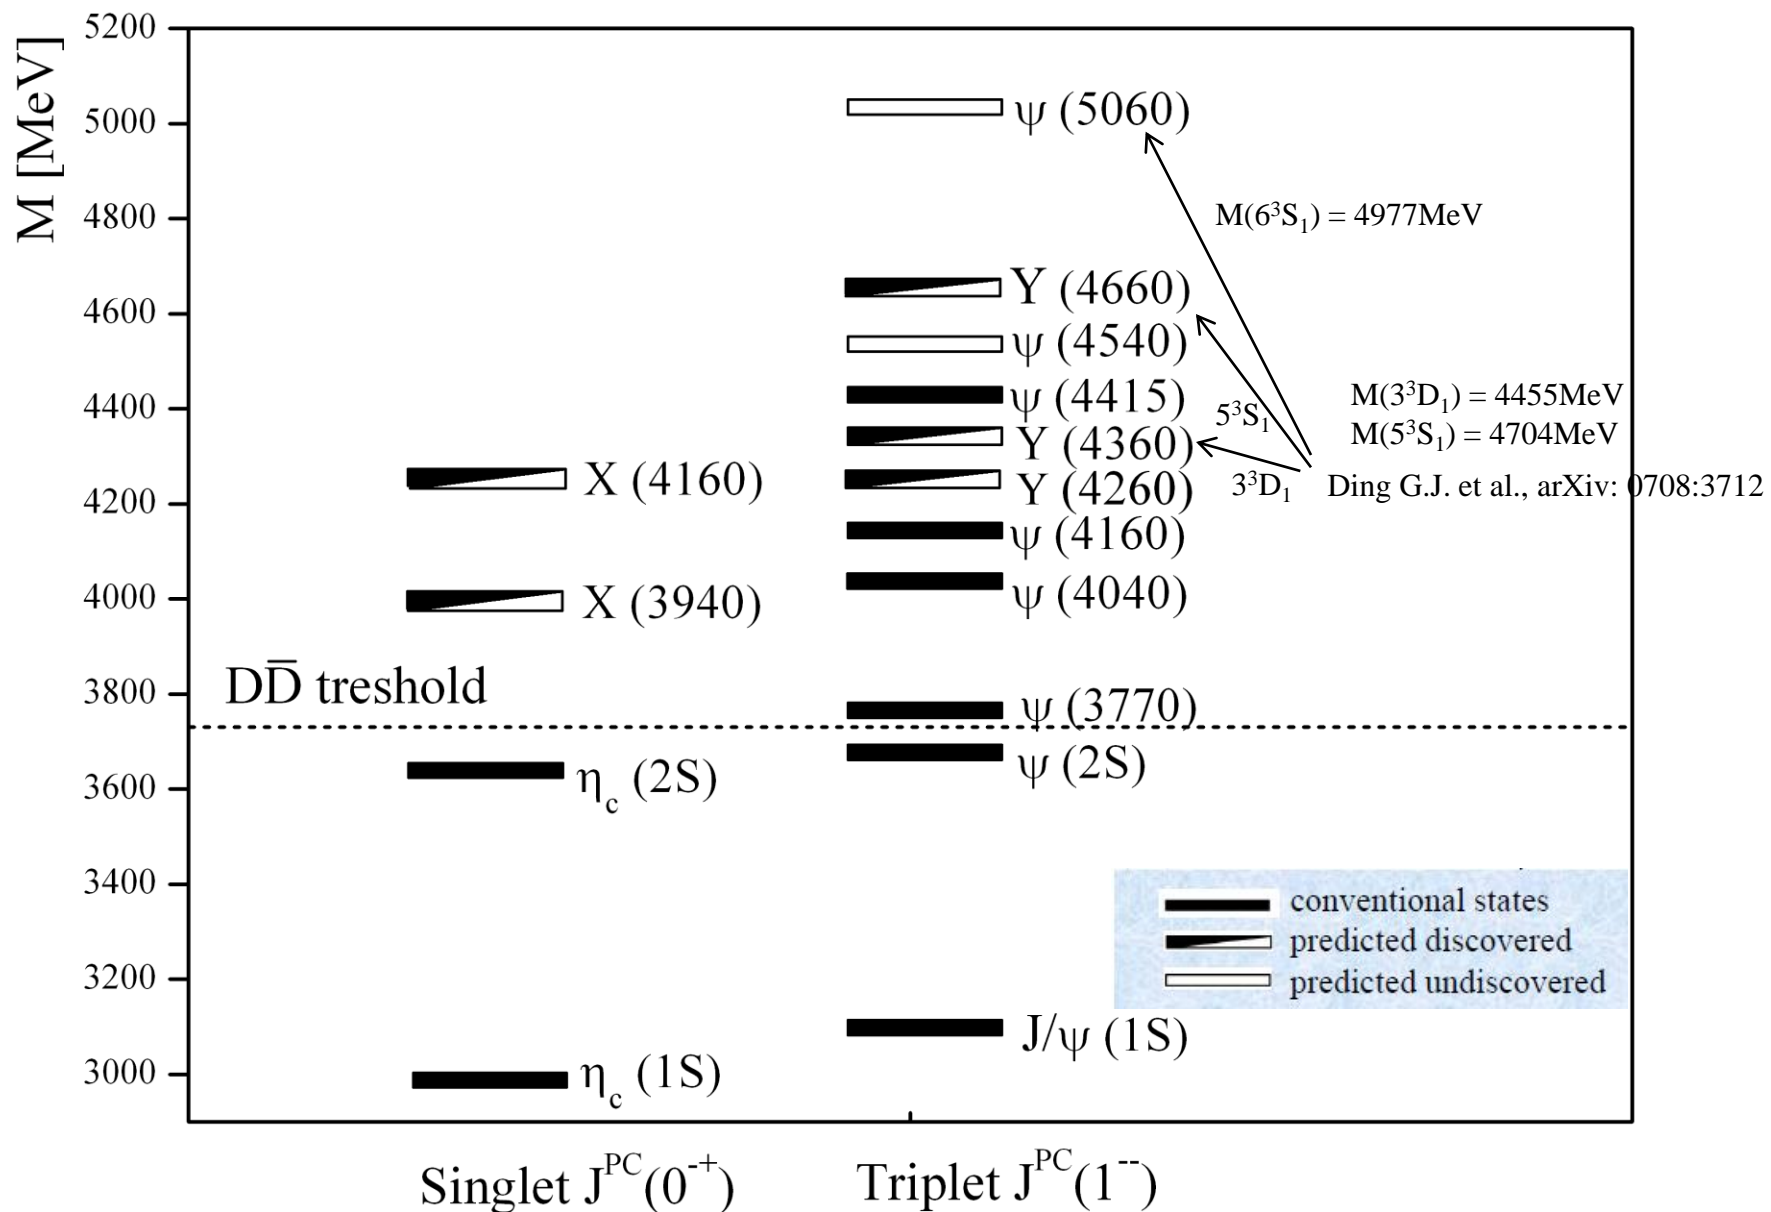 M [MeV]
5200
5000
4800
4600
4400
4200
4000
3800
3600
3400
3200
3000
ψ (5060)
M(6³S₁) = 4977MeV
Y (4660)
ψ (4540)
ψ (4415)
Y (4360)
Y (4260)
ψ (4160)
ψ (4040)
ψ (3770)
ψ (2S)
J/ψ (1S)
5³S₁
3³D₁
M(3³D₁) = 4455MeV
M(5³S₁) = 4704MeV
Ding G.J. et al., arXiv: 0708:3712
X (4160)
X (3940)
DD̅ treshold
η_c (2S)
η_c (1S)
conventional states
predicted discovered
predicted undiscovered
Singlet J^PC(0^-+)
Triplet J^PC(1^--)